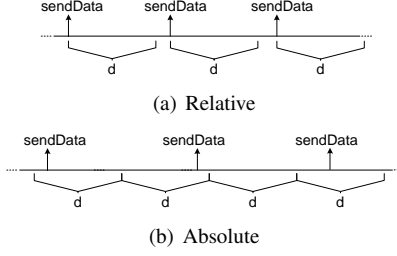 sendData sendData sendData
d d d
(a) Relative
sendData sendData sendData
d d d d
(b) Absolute